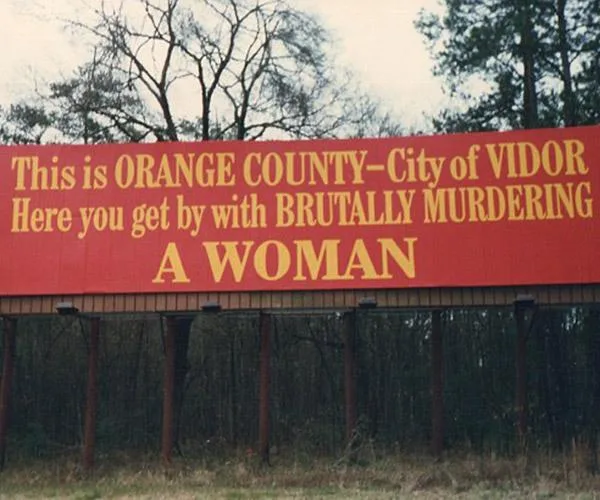 This is ORANGE COUNTY–City of VIDOR
Here you get by with BRUTALLY MURDERING
A WOMAN